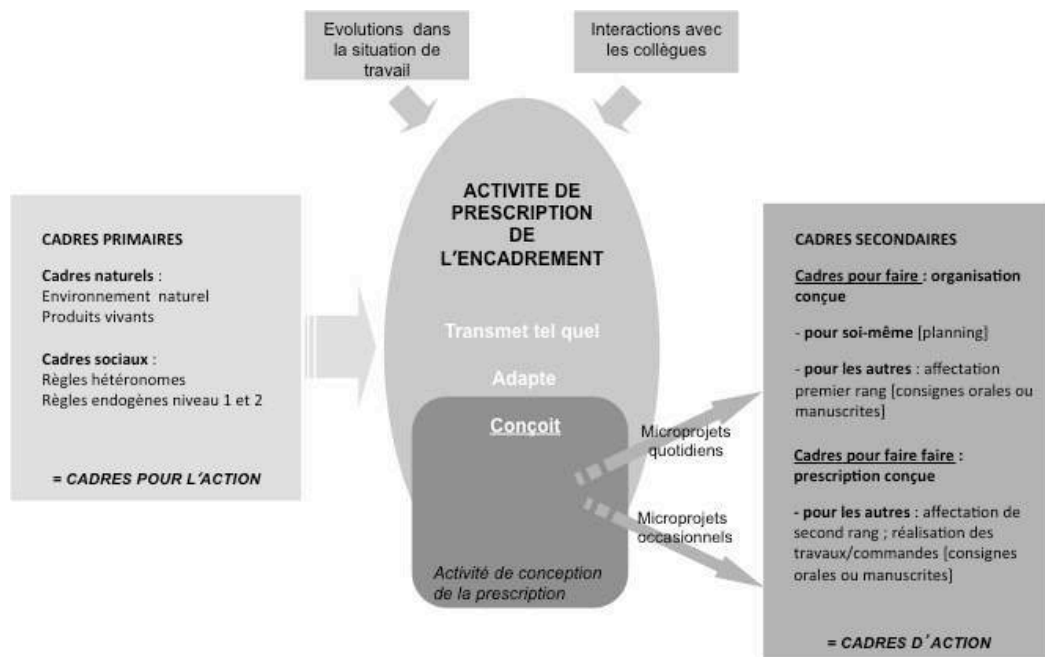 Evolutions dans
la situation de
travail
Interactions avec
les collègues
CADRES PRIMAIRES
Cadres naturels :
Environnement naturel
Produits vivants
Cadres sociaux :
Règles hétéronomes
Règles endogènes niveau 1 et 2
= CADRES POUR L'ACTION
ACTIVITE DE
PRESCRIPTION
DE
L'ENCADREMENT
Transmet tel quel
Adapte
Conçoit
Activité de conception
de la prescription
Microprojets
quotidiens
Microprojets
occasionnels
CADRES SECONDAIRES
Cadres pour faire : organisation
conçue
- pour soi-même [planning]
- pour les autres : affectation
premier rang [consignes orales ou
manuscrites]
Cadres pour faire faire :
prescription conçue
- pour les autres : affectation de
second rang ; réalisation des
travaux/commandes [consignes
orales ou manuscrites]
= CADRES D'ACTION